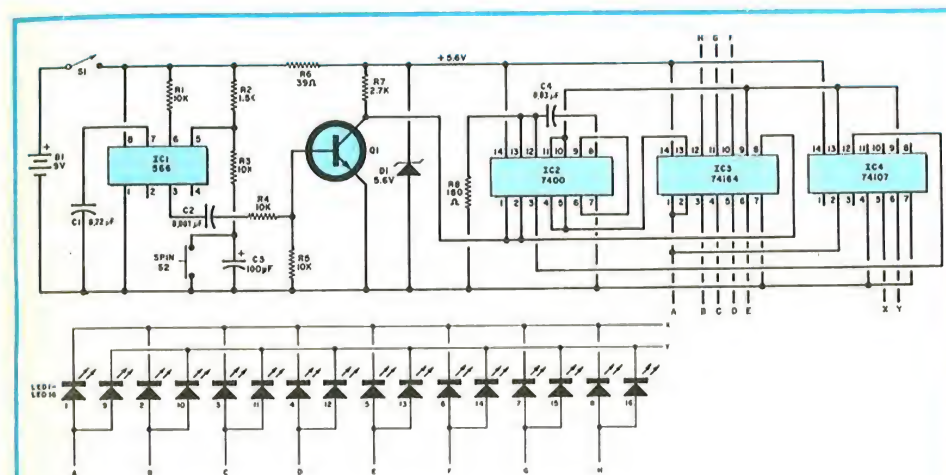 H G F
S1
+5.6V
R1
10K
R2
1.5K
R6
39Ω
R7
2.7K
C4
0.03µF
B1
9V
8 7 6 5
IC1
566
1 2 3 4
R3
10K
Q1
D1
5.6V
R8
180
Ω
14 13 12 11 10 9 8
IC2
7400
1 2 3 4 5 6 7
14 13 12 11 10 9 8
IC3
74164
1 2 3 4 5 6 7
14 13 12 11 10 9 8
IC4
74107
1 2 3 4 5 6 7
C1 0.22µF
C2
0.001µF
R4
10K
SPIN
S2
C3
100µF
R5
10K
A B C D E
X Y
X
Y
LED1-
LED16
1 9 2 10 3 11 4 12 5 13 6 14 7 15 8 16
A B C D E F G H